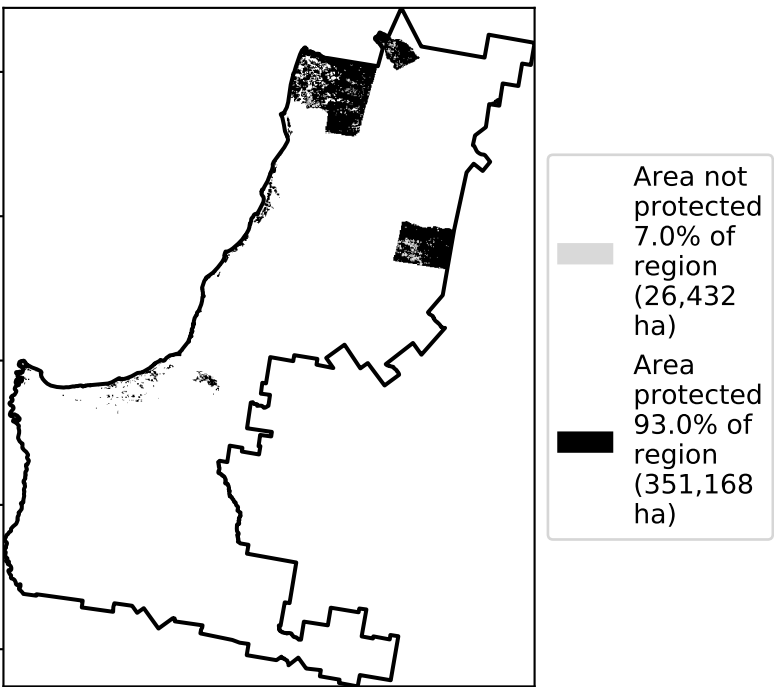 Area not
protected
7.0% of
region
(26,432
ha)
Area
protected
93.0% of
region
(351,168
ha)